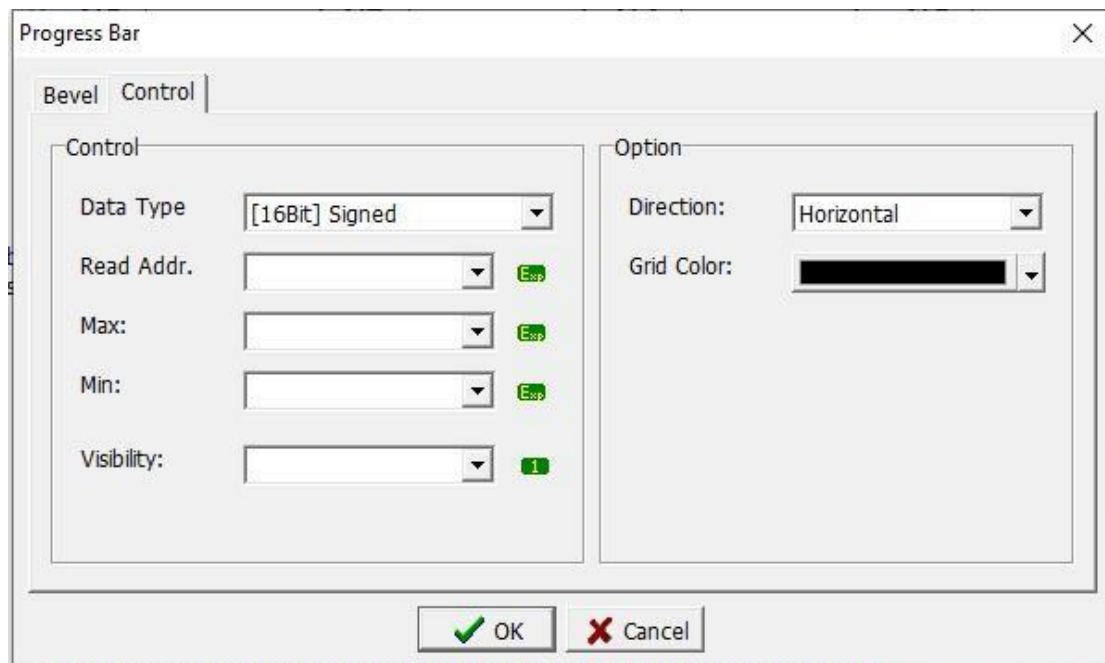 Progress Bar
Bevel Control
Control
Data Type [16Bit] Signed
Read Addr. Exp
Max: Exp
Min: Exp
Visibility: 1
Option
Direction: Horizontal
Grid Color:
OK Cancel